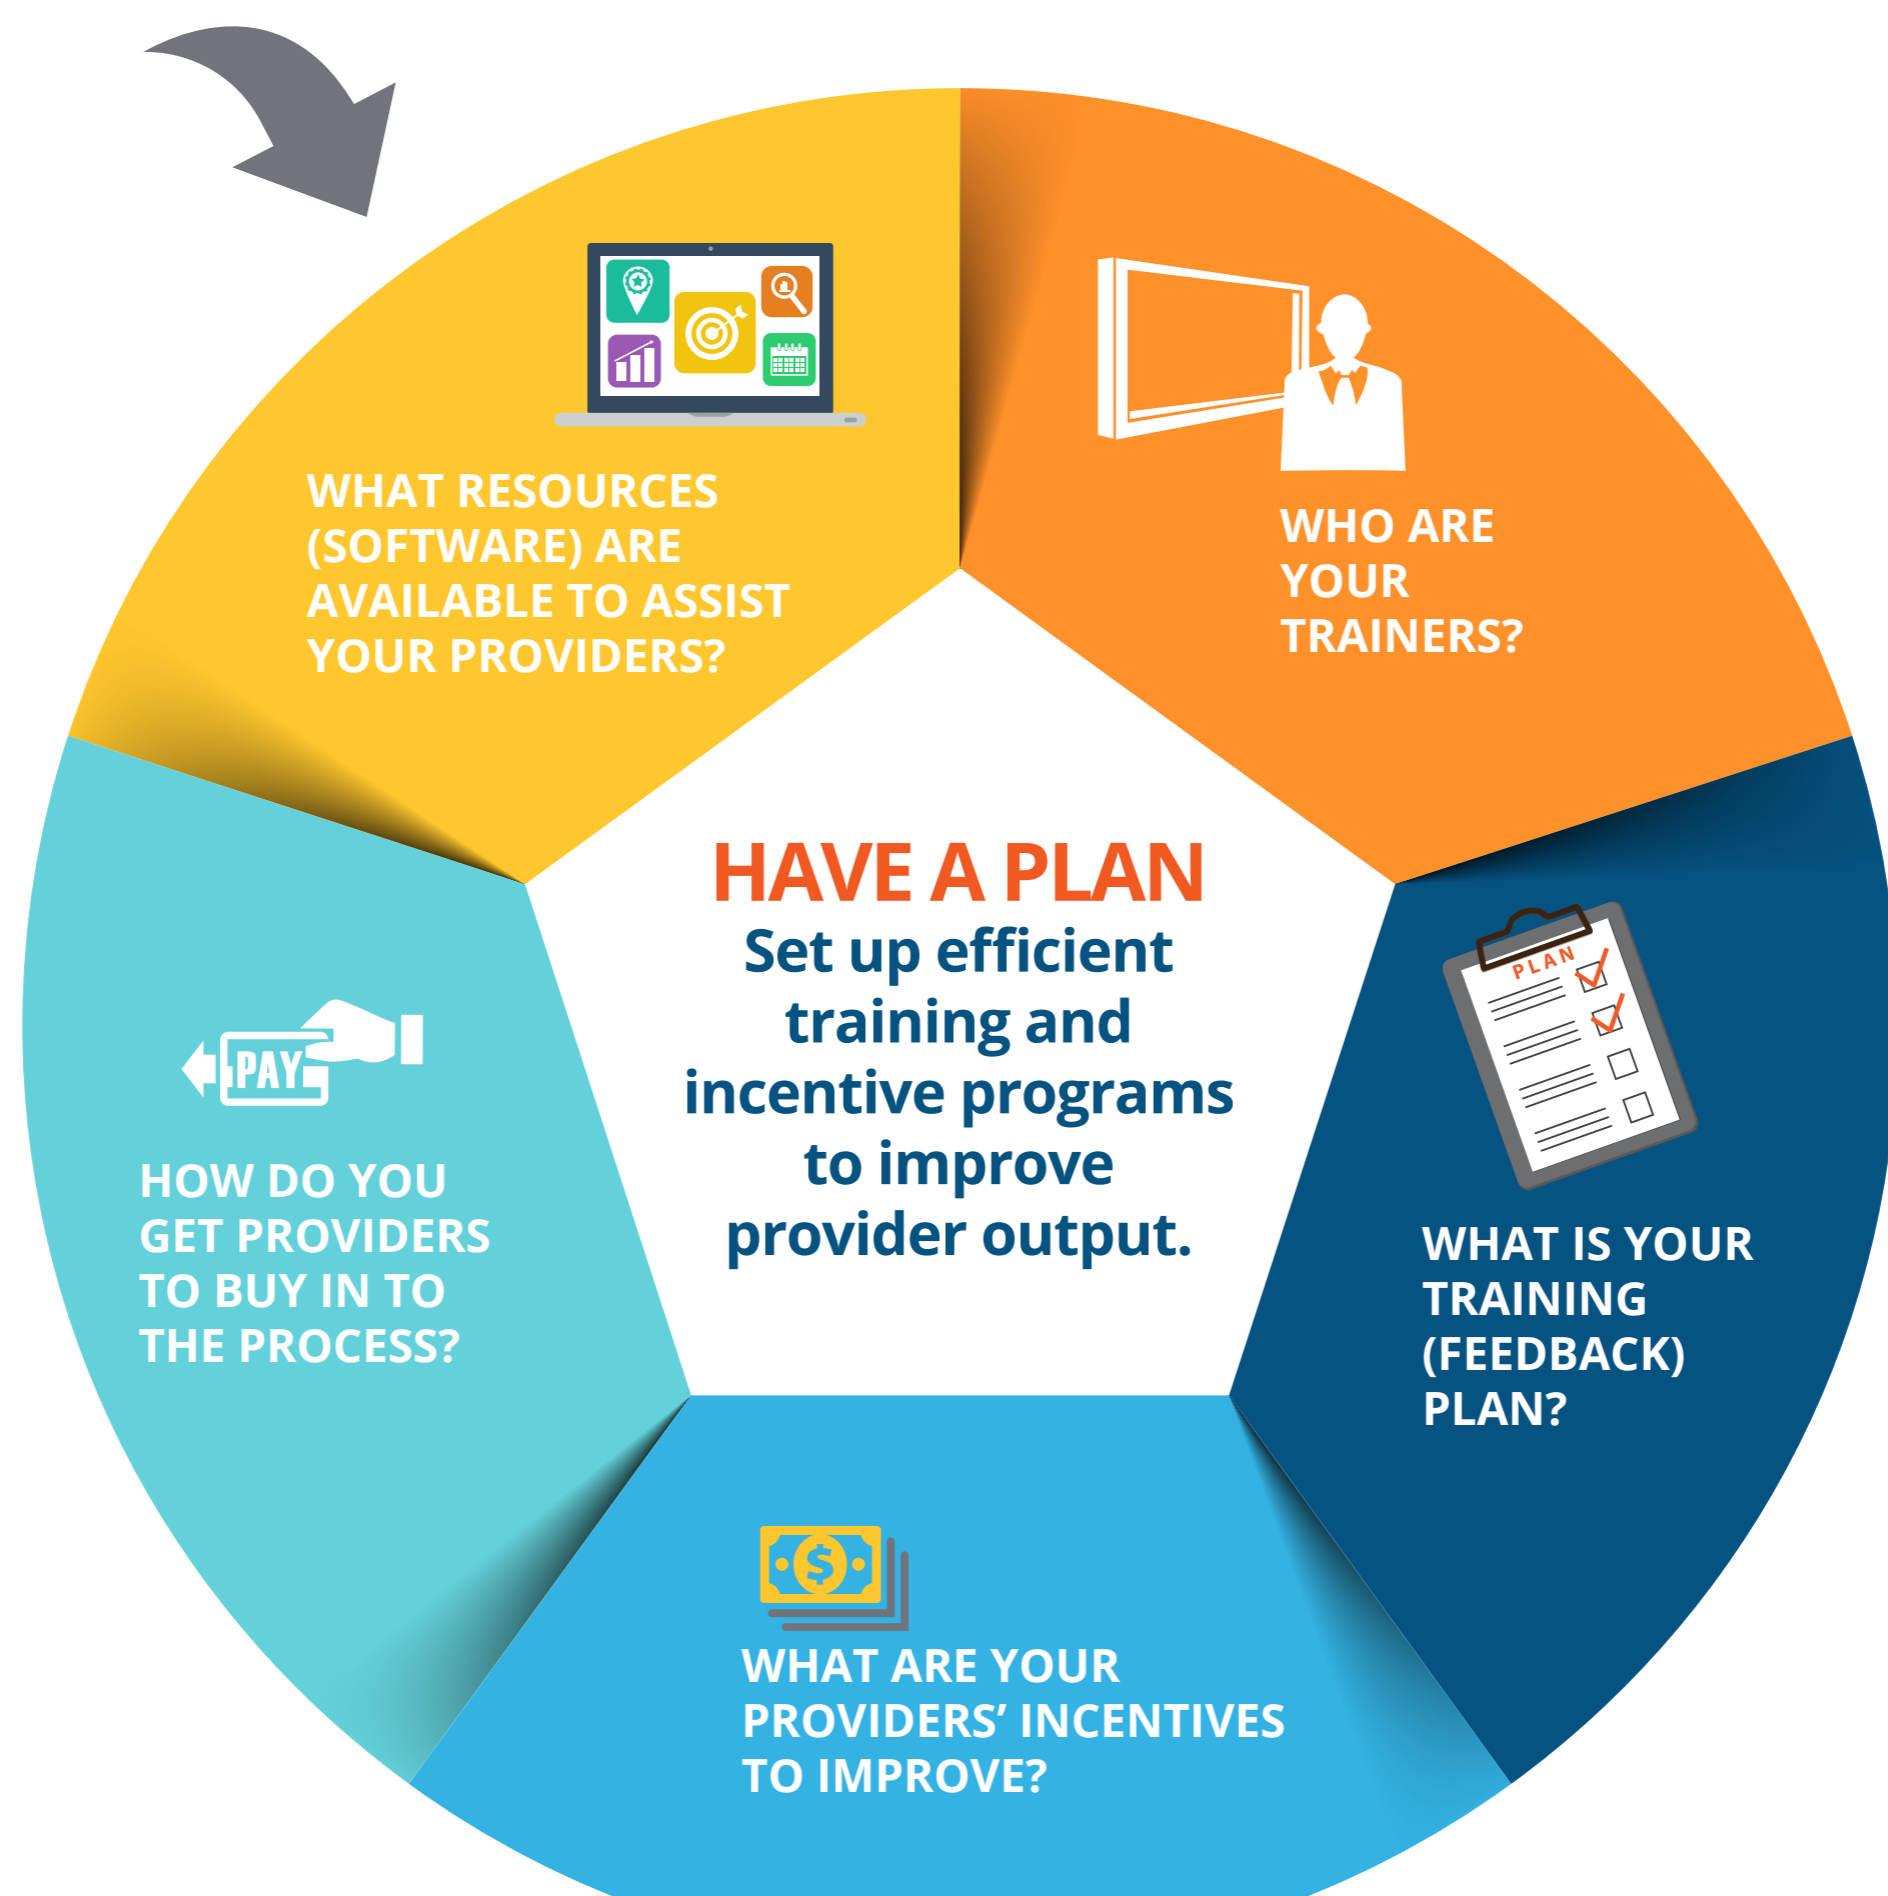 WHAT RESOURCES
(SOFTWARE) ARE
AVAILABLE TO ASSIST
YOUR PROVIDERS?
WHO ARE
YOUR
TRAINERS?
PLAN
WHAT IS YOUR
TRAINING
(FEEDBACK)
PLAN?
$
WHAT ARE YOUR
PROVIDERS’ INCENTIVES
TO IMPROVE?
PAY
HOW DO YOU
GET PROVIDERS
TO BUY IN TO
THE PROCESS?
HAVE A PLAN
Set up efficient
training and
incentive programs
to improve
provider output.